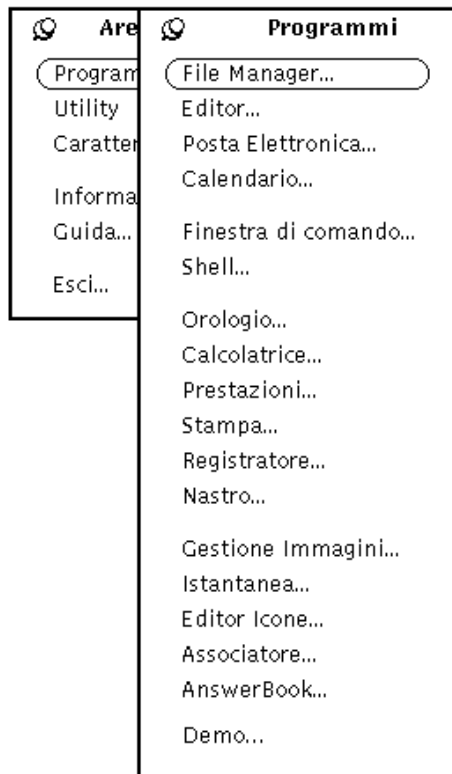 Are
Program
Utility
Caratter
Informa
Guida...
Esci...
Programmi
File Manager...
Editor...
Posta Elettronica...
Calendario...
Finestra di comando...
Shell...
Orologio...
Calcolatrice...
Prestazioni...
Stampa...
Registratore...
Nastro...
Gestione Immagini...
Istantanea...
Editor Icone...
Associatore...
AnswerBook...
Demo...